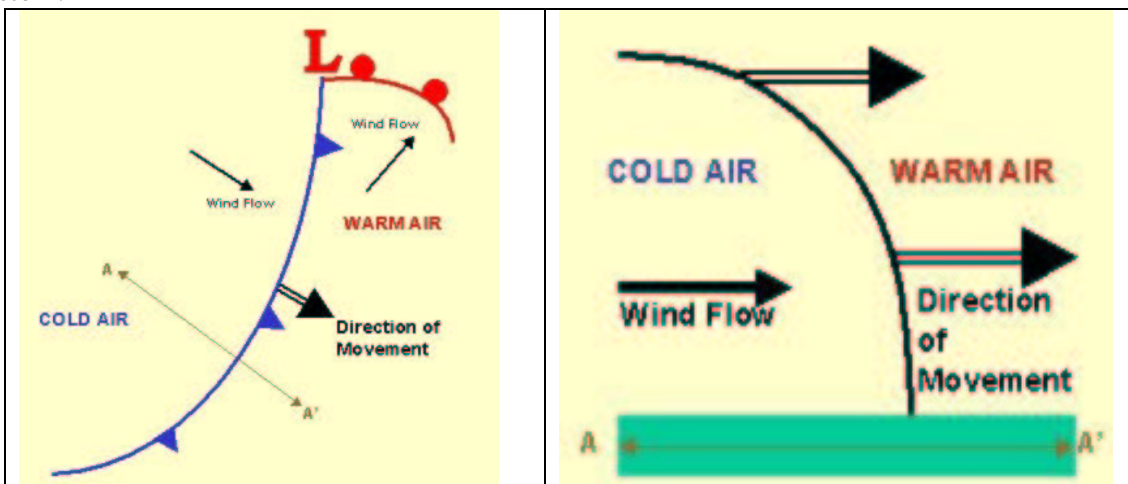 L
Wind Flow
Wind Flow
WARM AIR
A
COLD AIR
Direction of
Movement
A'
COLD AIR
WARM AIR
Wind Flow
Direction
of
Movement
A
A'